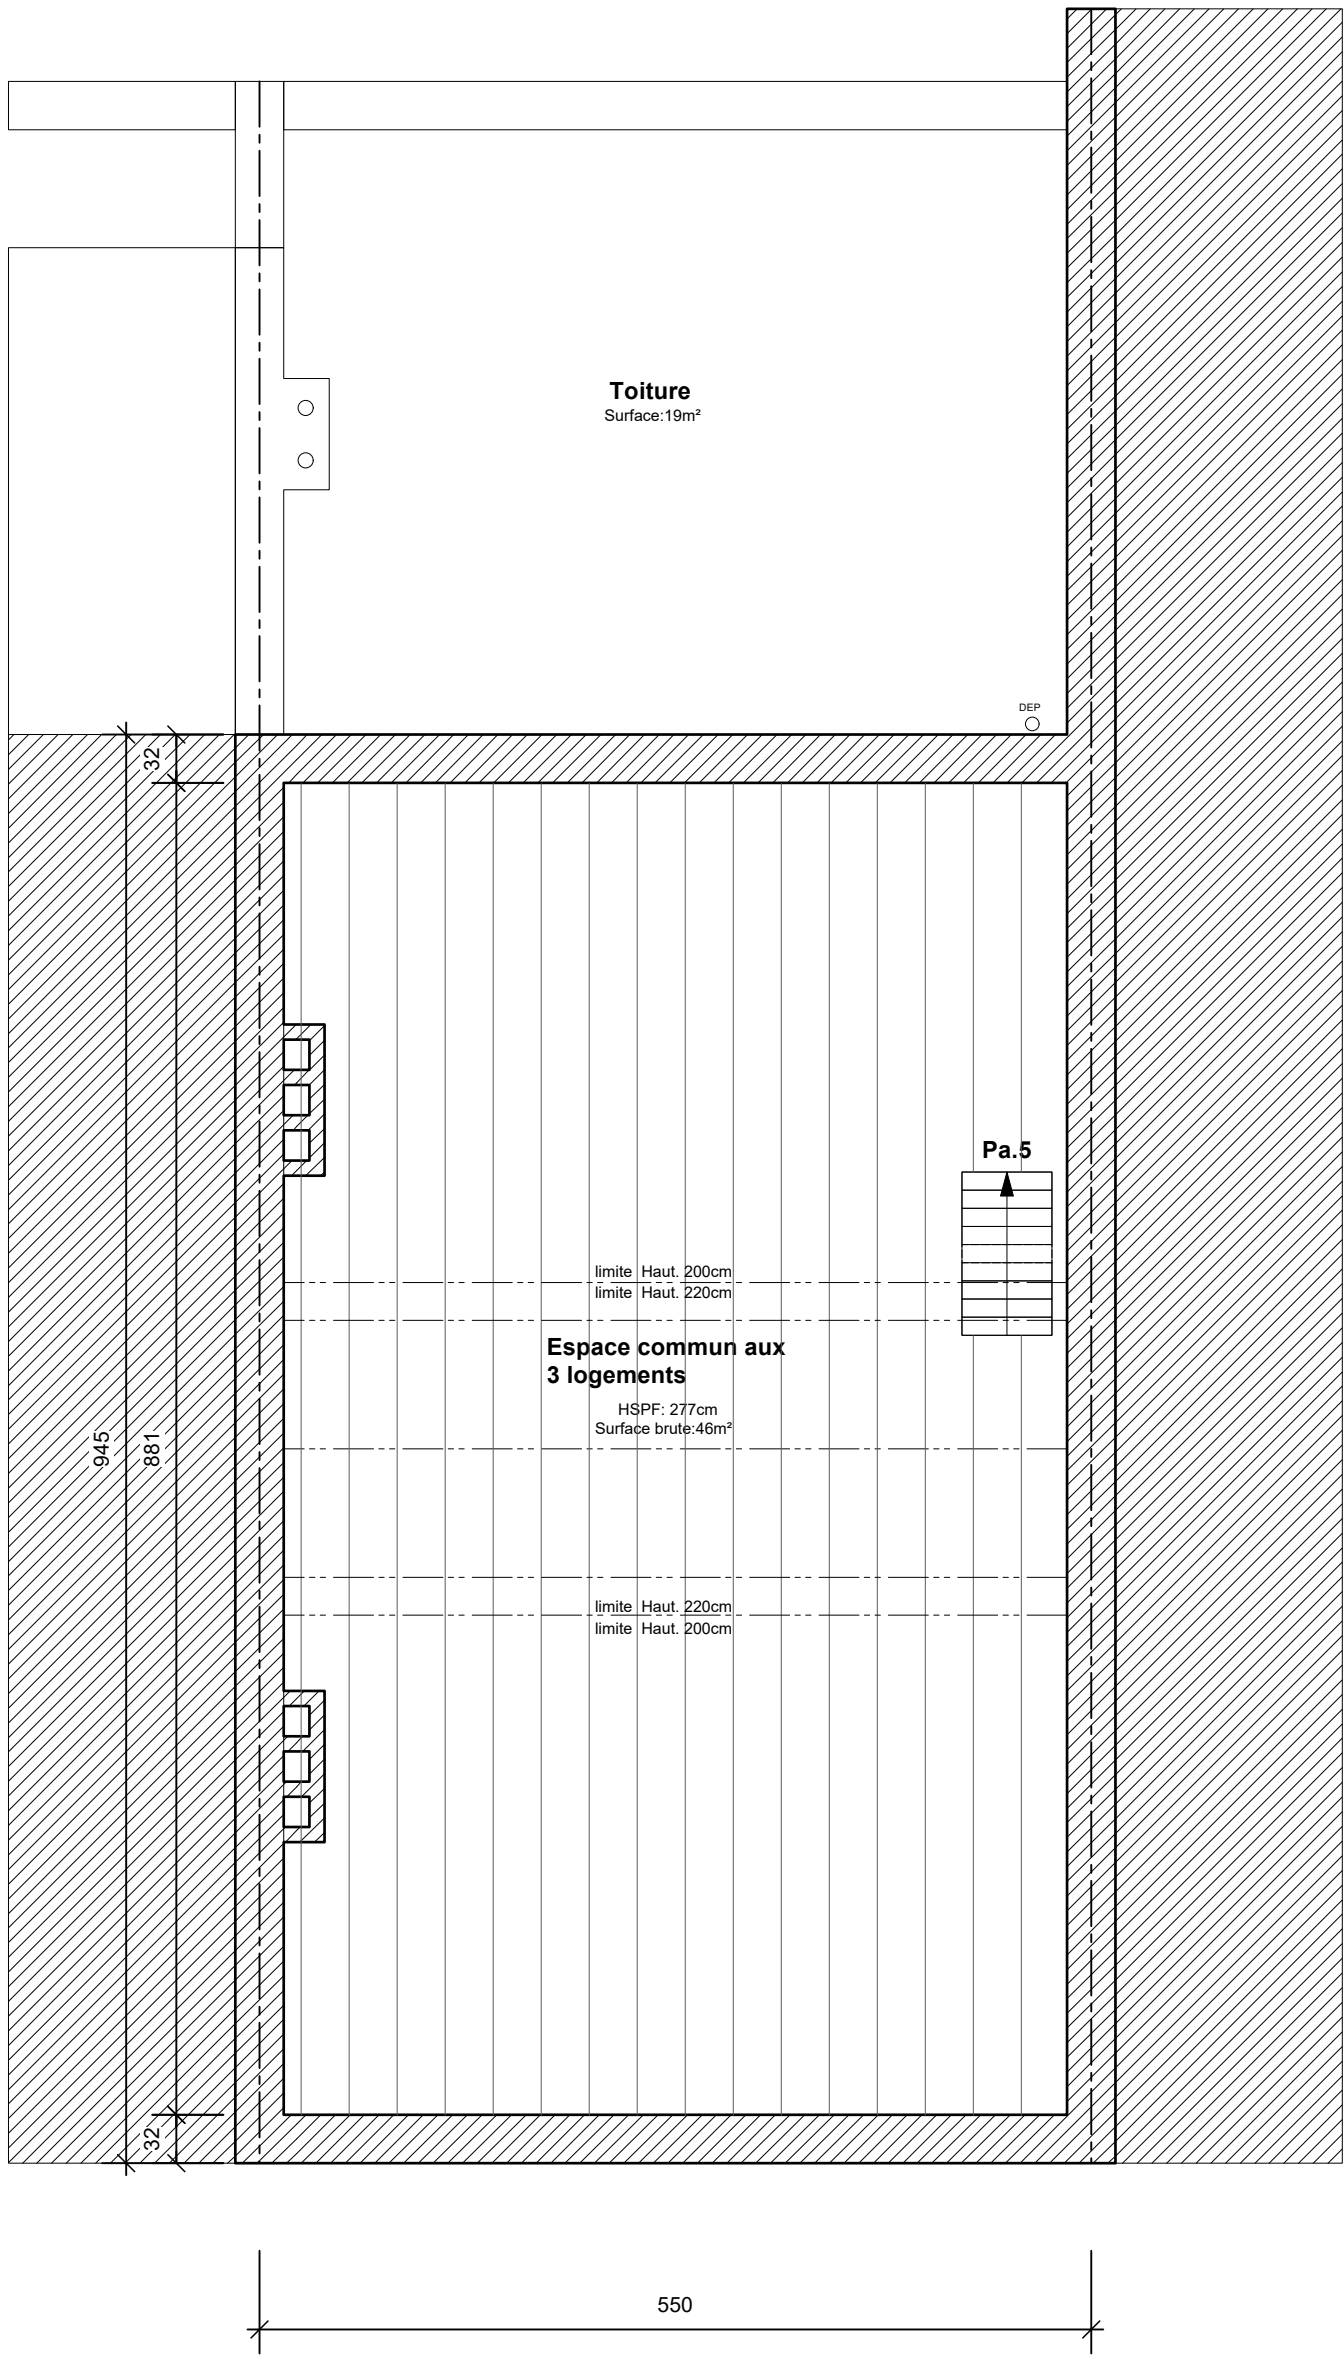 Toiture
Surface:19m²
DEP
32
Pa.5
limite Haut. 200cm
limite Haut. 220cm
Espace commun aux
3 logements
HSPF: 277cm
Surface brute:46m²
945
881
limite Haut. 220cm
limite Haut. 200cm
32
550